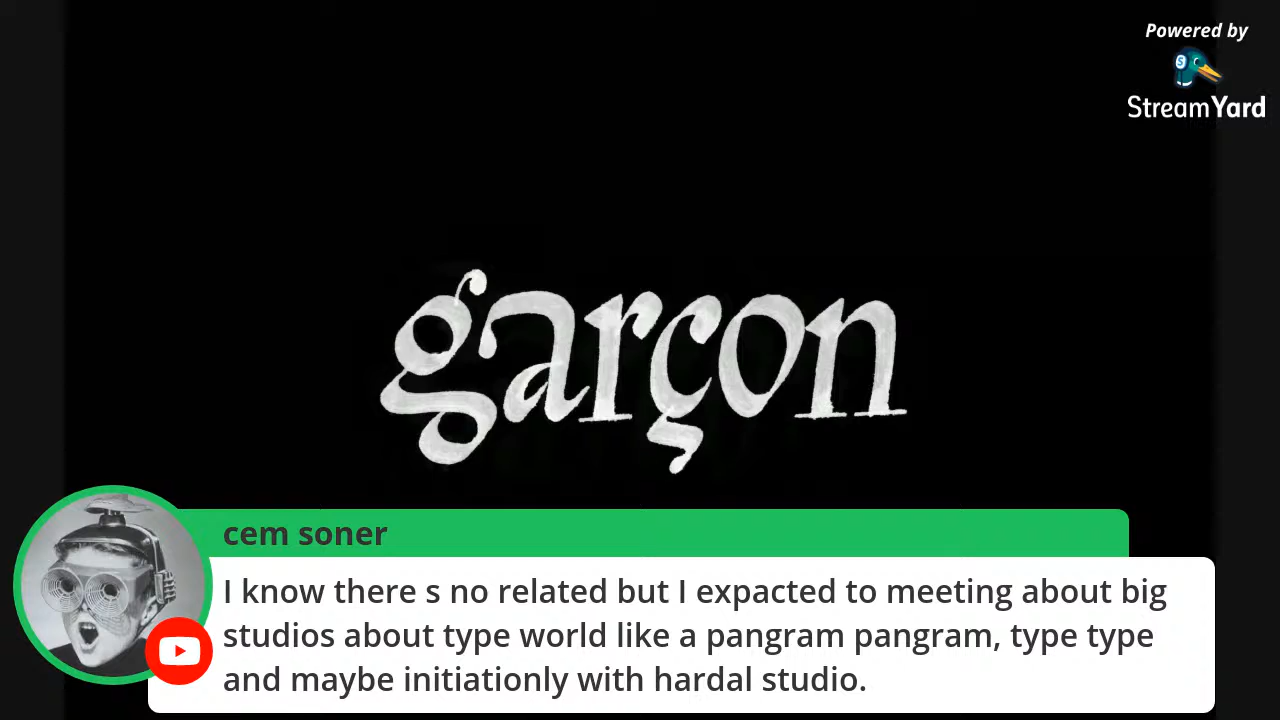 Powered by
StreamYard
garçon
cem soner
I know there s no related but I expacted to meeting about big
studios about type world like a pangram pangram, type type
and maybe initiationly with hardal studio.